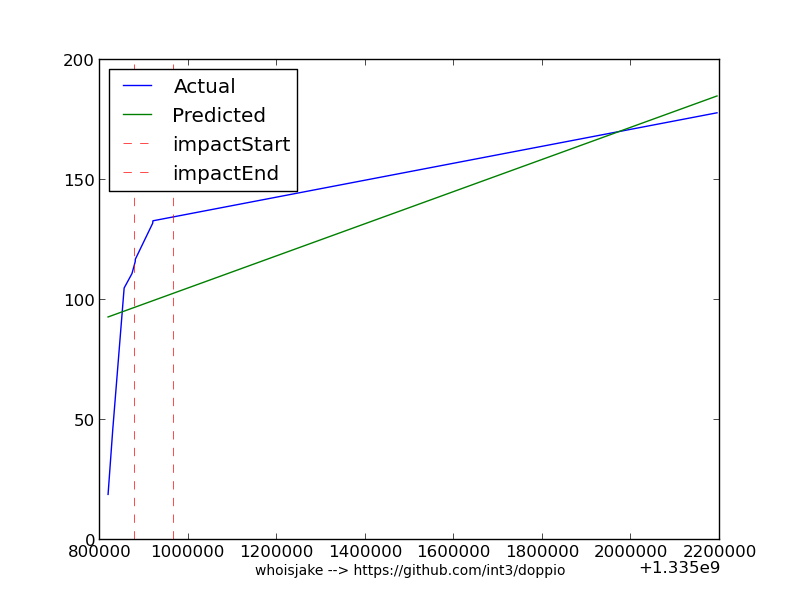 200
Actual
Predicted
impactStart
impactEnd
150
100
50
0
800000 1000000 1200000 1400000 1600000 1800000 2000000 2200000
+1.335e9
whoisjake --> https://github.com/int3/doppio